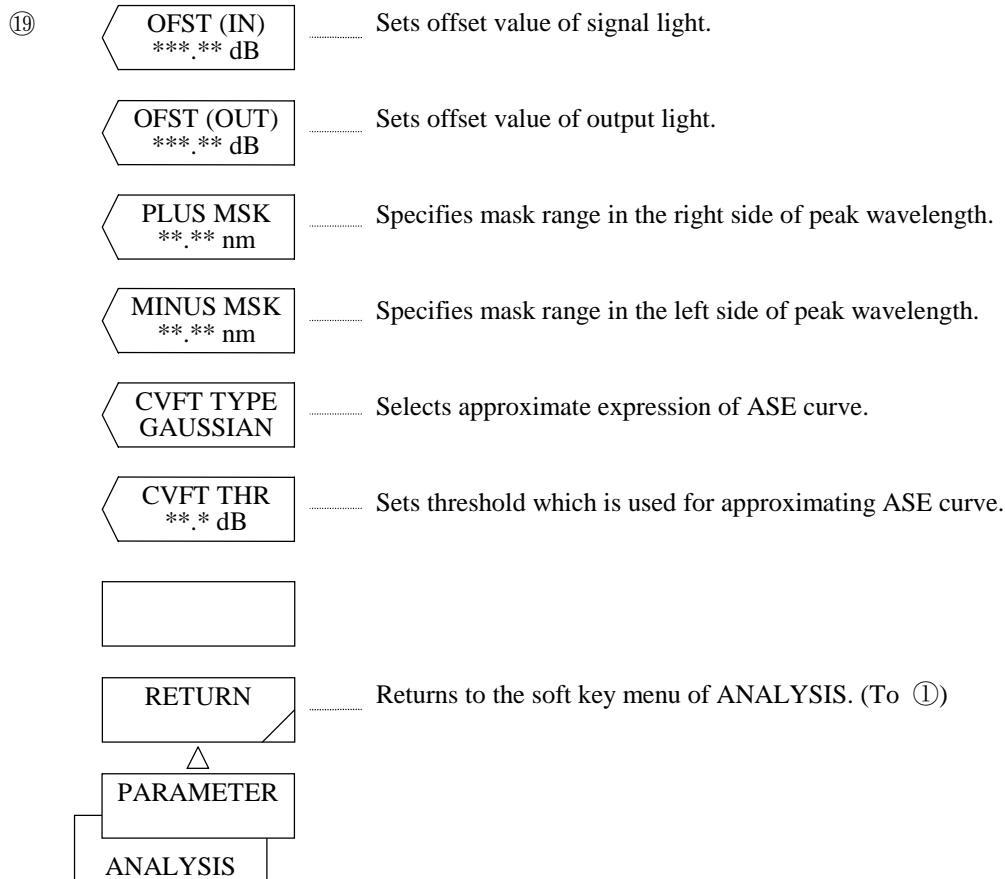 ⑲
OFST (IN)
***.** dB
Sets offset value of signal light.
OFST (OUT)
***.** dB
Sets offset value of output light.
PLUS MSK
**.** nm
Specifies mask range in the right side of peak wavelength.
MINUS MSK
**.** nm
Specifies mask range in the left side of peak wavelength.
CVFT TYPE
GAUSSIAN
Selects approximate expression of ASE curve.
CVFT THR
**.* dB
Sets threshold which is used for approximating ASE curve.
RETURN
Returns to the soft key menu of ANALYSIS. (To ①)
PARAMETER
ANALYSIS